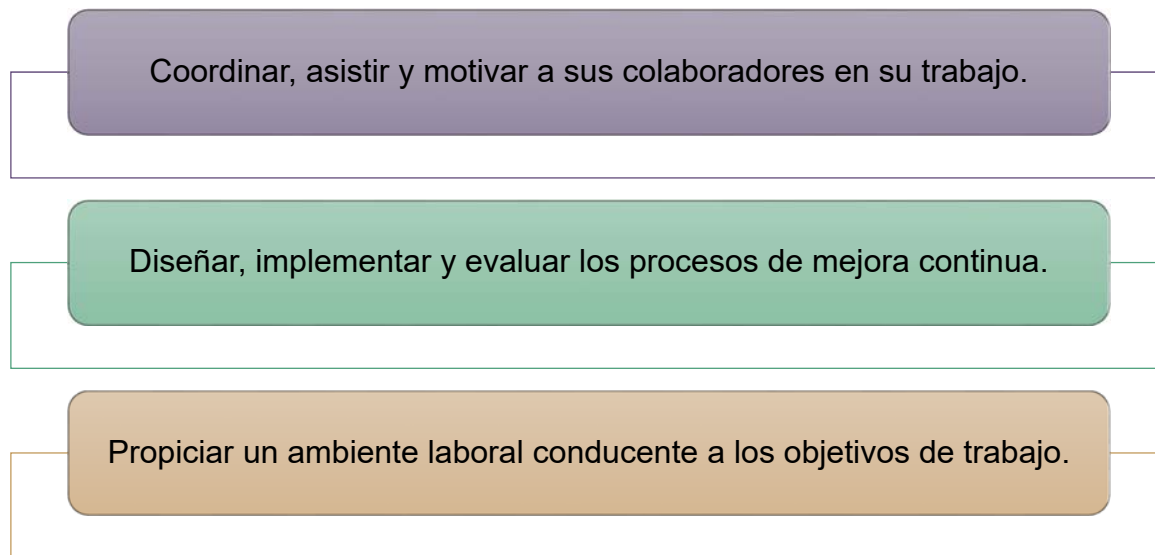 Coordinar, asistir y motivar a sus colaboradores en su trabajo.
Diseñar, implementar y evaluar los procesos de mejora continua.
Propiciar un ambiente laboral conducente a los objetivos de trabajo.